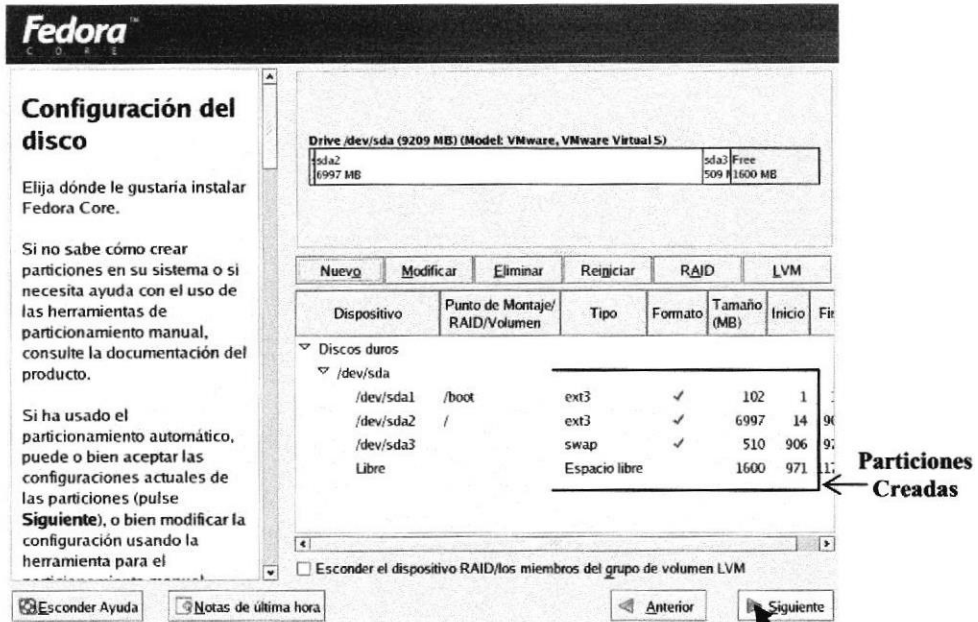 Fedora™
CORE
Configuración del
disco
Elija dónde le gustaría instalar
Fedora Core.
Si no sabe cómo crear
particiones en su sistema o si
necesita ayuda con el uso de
las herramientas de
particionamiento manual,
consulte la documentación del
producto.
Si ha usado el
particionamiento automático,
puede o bien aceptar las
configuraciones actuales de
las particiones (pulse
Siguiente), o bien modificar la
configuración usando la
herramienta para el
Drive /dev/sda (9209 MB) (Model: VMware, VMware Virtual S)
sda2 sda3 Free
6997 MB 509 M 1600 MB
Nuevo Modificar Eliminar Reiniciar RAID LVM
Dispositivo Punto de Montaje/ RAID/Volumen Tipo Formato Tamaño (MB) Inicio Fin
Discos duros
/dev/sda
/dev/sda1 /boot ext3 ✓ 102 1
/dev/sda2 / ext3 ✓ 6997 14
/dev/sda3 swap ✓ 510 906
Libre Espacio libre 1600 971
Particiones
Creadas
Esconder el dispositivo RAID/los miembros del grupo de volumen LVM
Esconder Ayuda Notas de última hora Anterior Siguiente